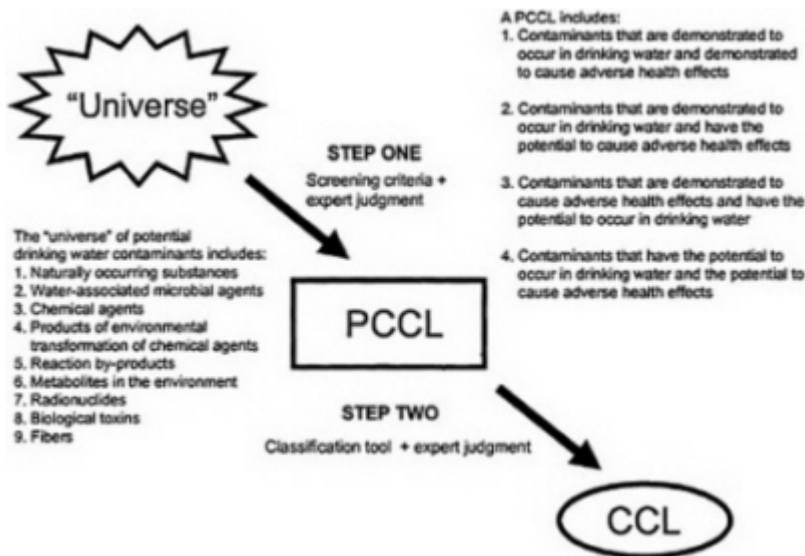 "Universe"
STEP ONE
Screening criteria +
expert judgment
A PCCL includes:
1. Contaminants that are demonstrated to
occur in drinking water and demonstrated
to cause adverse health effects
2. Contaminants that are demonstrated to
occur in drinking water and have the
potential to cause adverse health effects
3. Contaminants that are demonstrated to
cause adverse health effects and have the
potential to occur in drinking water
4. Contaminants that have the potential to
occur in drinking water and the potential to
cause adverse health effects
The "universe" of potential
drinking water contaminants includes:
1. Naturally occurring substances
2. Water-associated microbial agents
3. Chemical agents
4. Products of environmental
transformation of chemical agents
5. Reaction by-products
6. Metabolites in the environment
7. Radionuclides
8. Biological toxins
9. Fibers
PCCL
STEP TWO
Classification tool + expert judgment
CCL